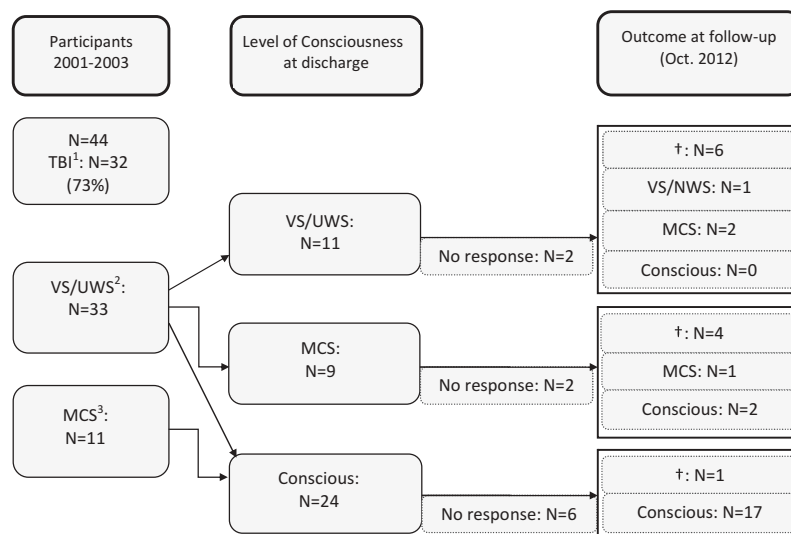 Participants
2001-2003
Level of Consciousness
at discharge
Outcome at follow-up
(Oct. 2012)
N=44
TBI¹: N=32
(73%)
VS/UWS²:
N=33
MCS³:
N=11
VS/UWS:
N=11
No response: N=2
MCS:
N=9
No response: N=2
Conscious:
N=24
No response: N=6
†: N=6
VS/NWS: N=1
MCS: N=2
Conscious: N=0
†: N=4
MCS: N=1
Conscious: N=2
†: N=1
Conscious: N=17